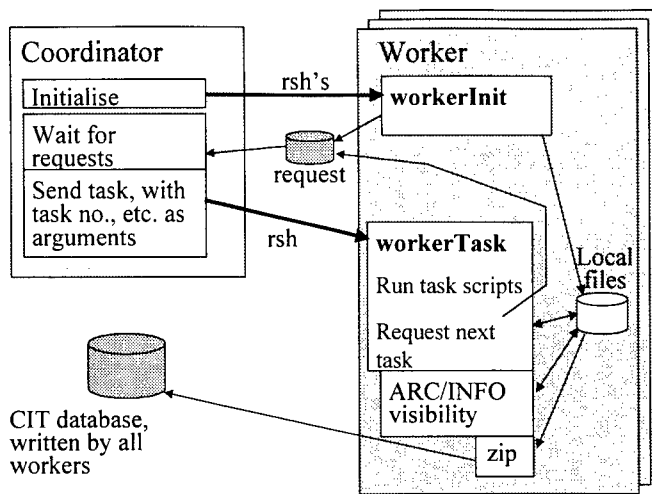 Coordinator
Initialise
Wait for
requests
Send task, with
task no., etc. as
arguments
rsh's
request
rsh
Worker
workerInit
workerTask
Run task scripts
Request next
task
ARC/INFO
visibility
zip
Local
files
CIT database,
written by all
workers